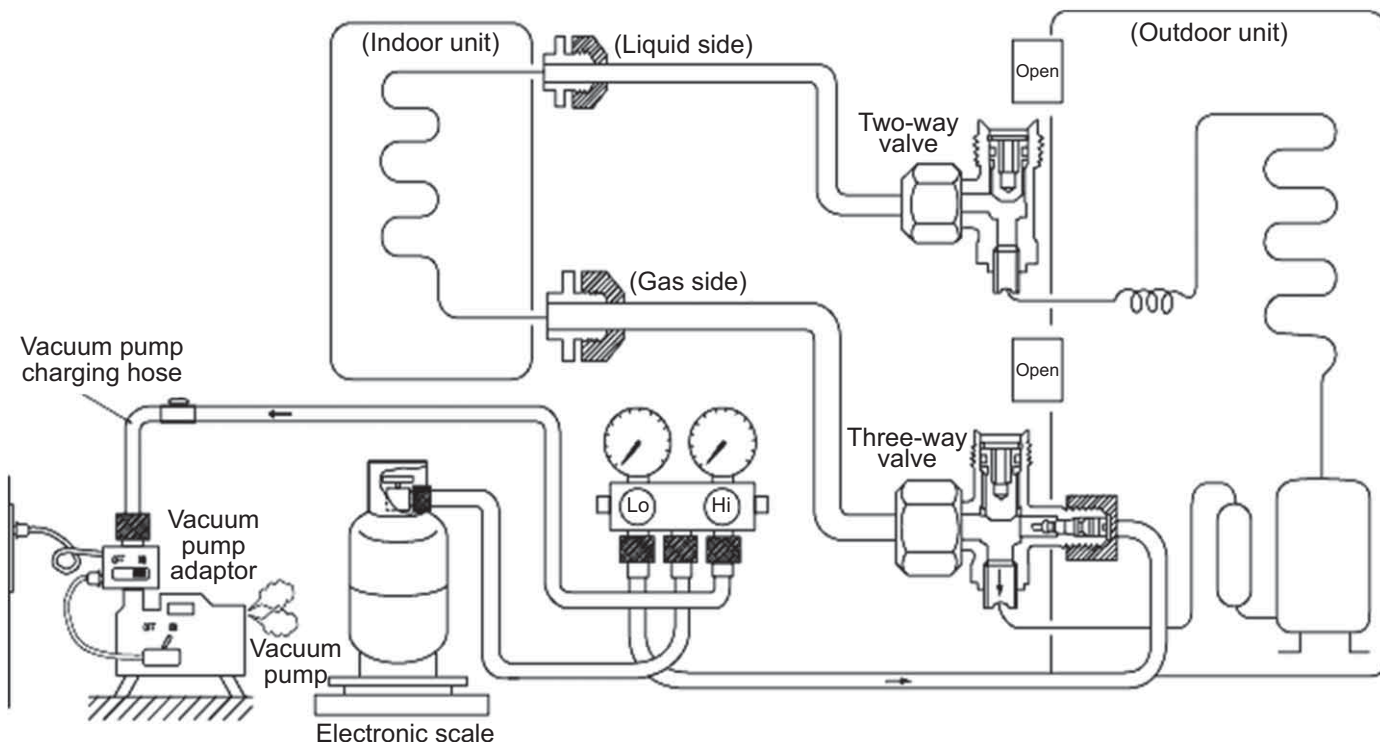 (Indoor unit)
(Liquid side)
Open
(Outdoor unit)
Two-way
valve
(Gas side)
Open
Vacuum pump
charging hose
Three-way
valve
Lo
Hi
Vacuum
pump
adaptor
Vacuum
pump
Electronic scale